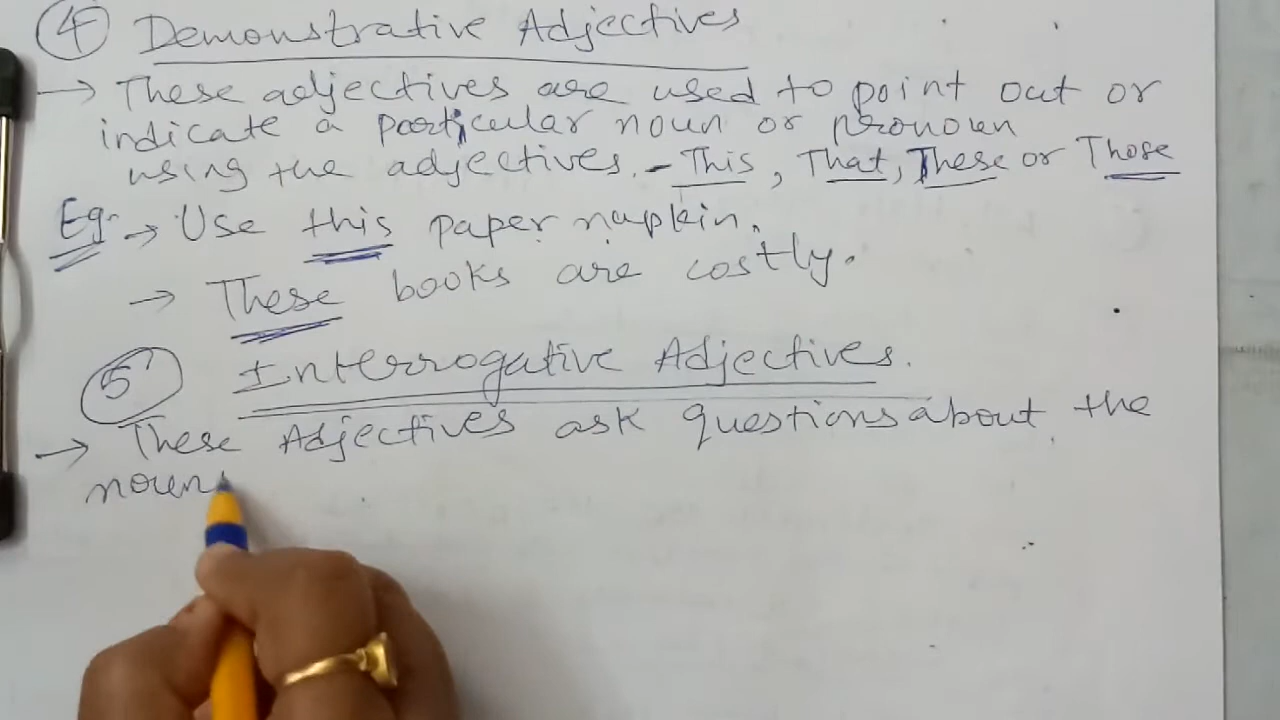 4 Demonstrative Adjectives
→ These adjectives are used to point out or
indicate a particular noun or pronoun
using the adjectives. - This, That, These or Those
Eg. → Use this paper napkin.
→ These books are costly.
5 Interrogative Adjectives.
→ These Adjectives ask questions about the
noun